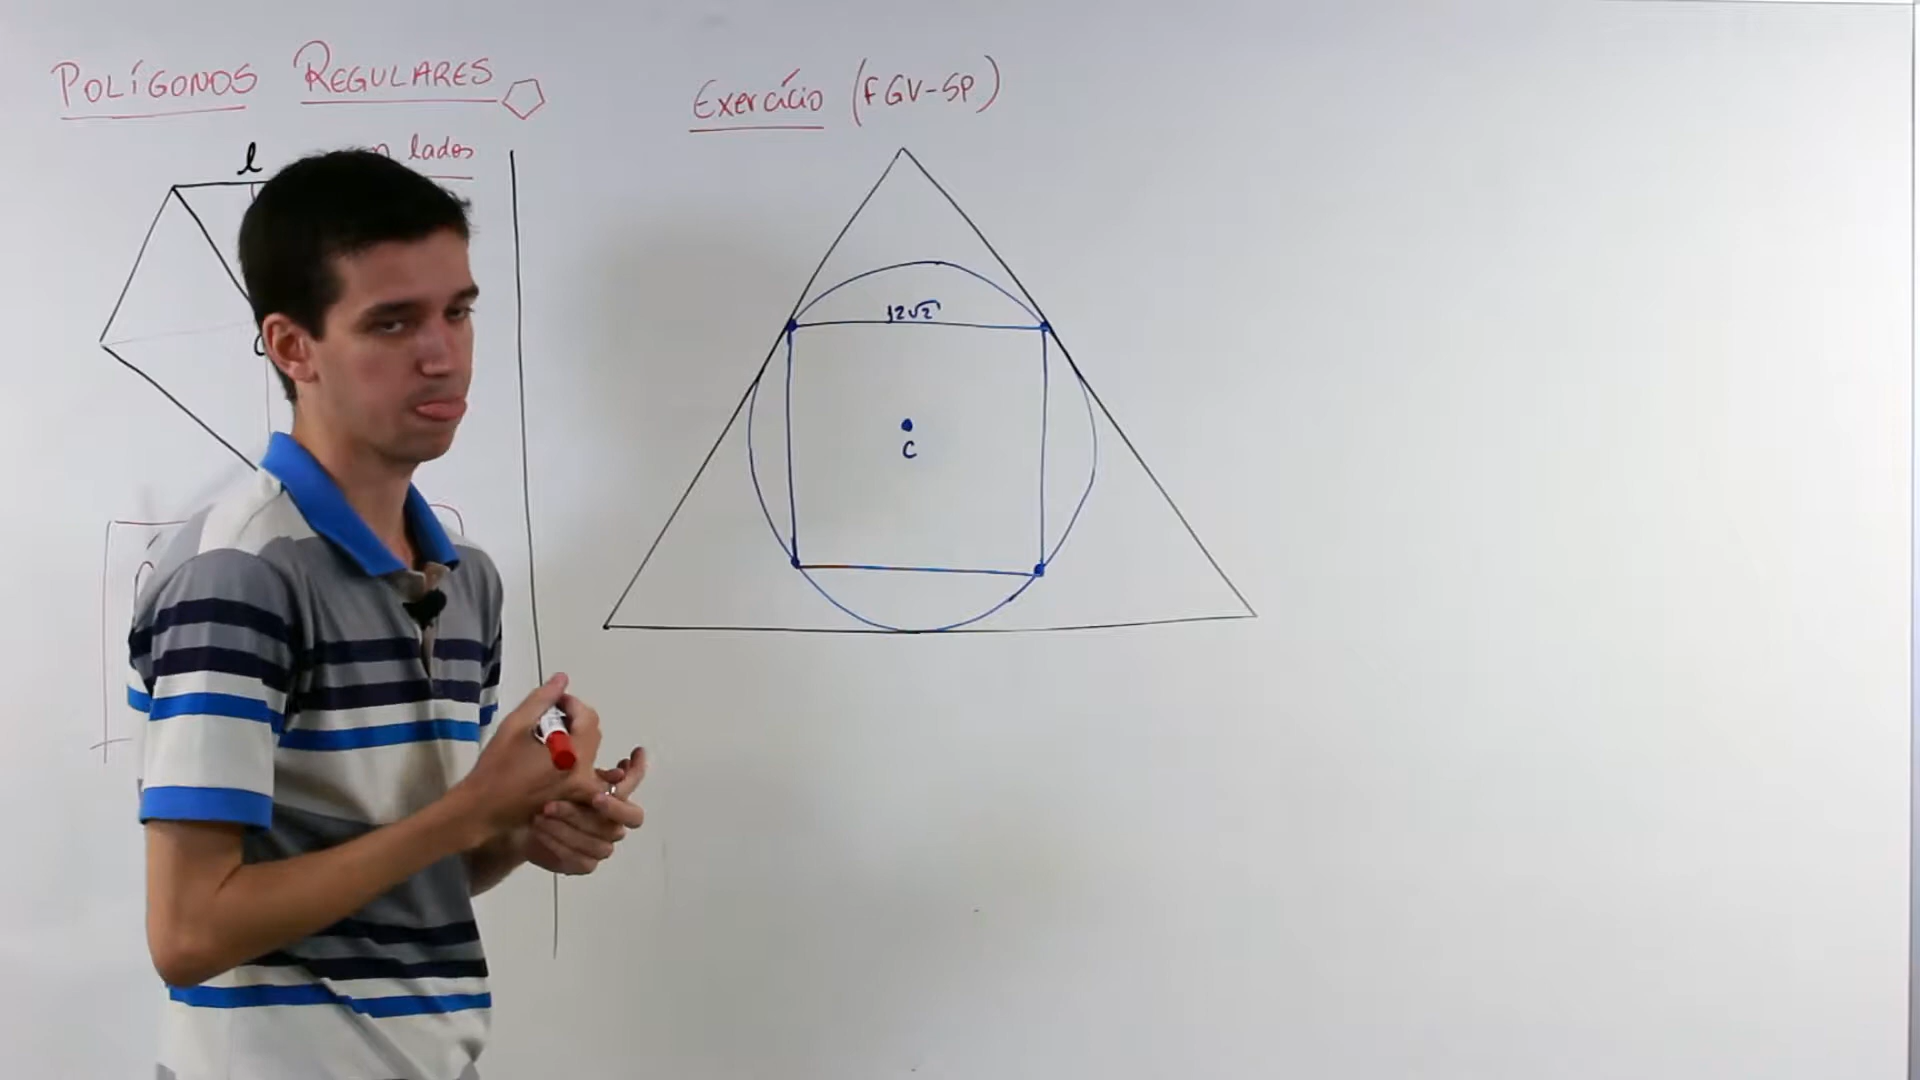 POLÍGONOS REGULARES
Exercício (FGV-SP)
l
n lados
12√2
C